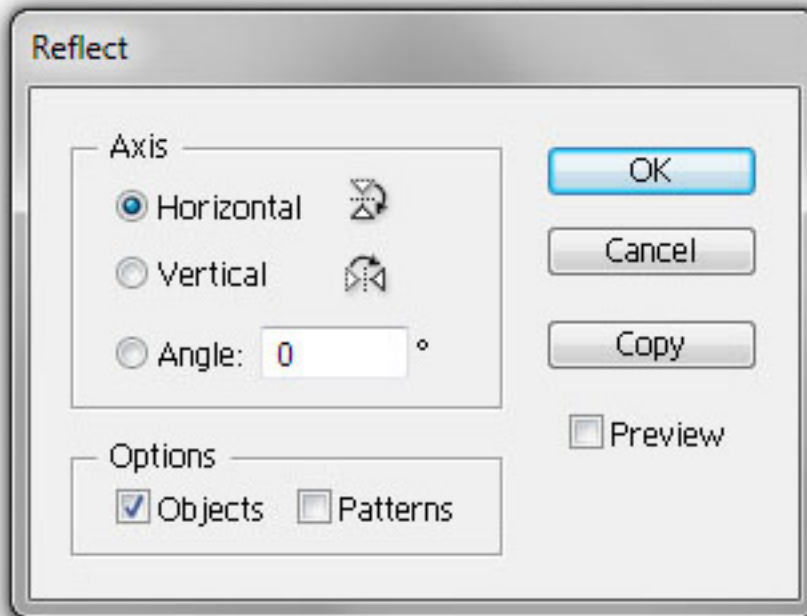 Reflect
Axis
Horizontal
Vertical
Angle: 0 °
Options
Objects Patterns
OK
Cancel
Copy
Preview